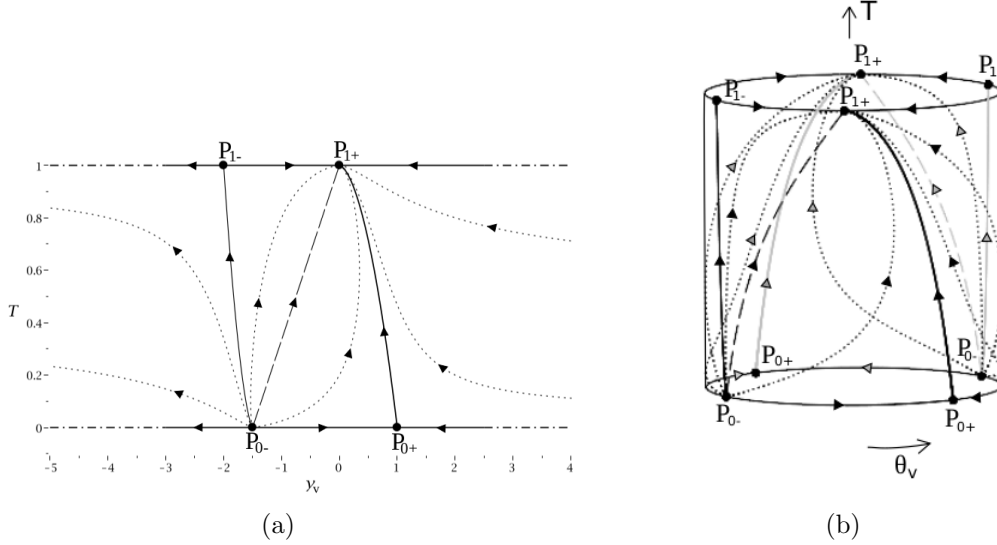 P1- P1+
1
0.8
0.6
T
0.4
0.2
0
P0- P0+
-5 -4 -3 -2 -1 0 1 2 3 4
yv
(a)
T
P1+
P1
P1-
P1+
P0+
P0-
P0-
P0+
θv
(b)